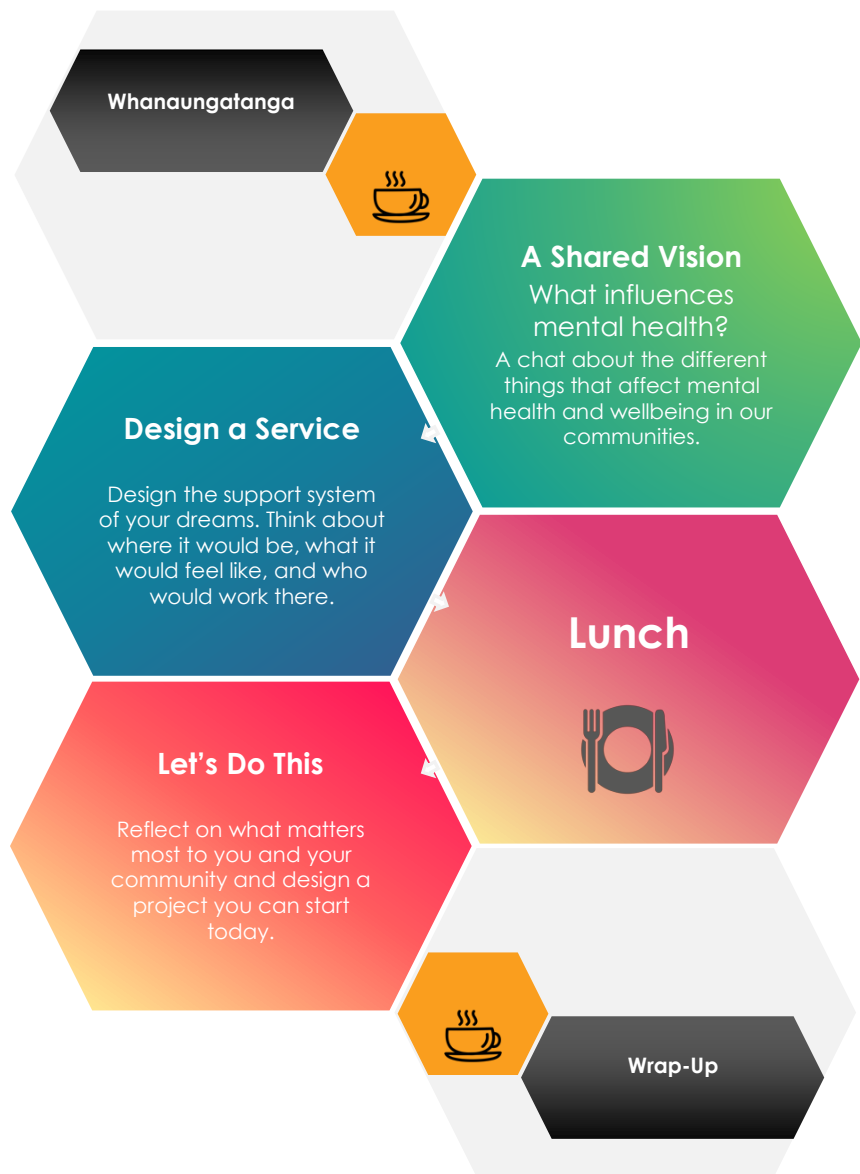 Whanaungatanga
A Shared Vision
What influences
mental health?
A chat about the different
things that affect mental
health and wellbeing in our
communities.
Design a Service
Design the support system
of your dreams. Think about
where it would be, what it
would feel like, and who
would work there.
Lunch
Let’s Do This
Reflect on what matters
most to you and your
community and design a
project you can start
today.
Wrap-Up